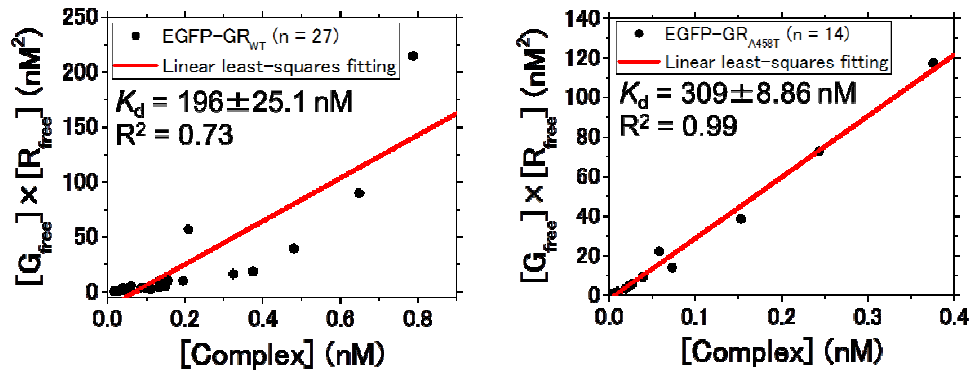 EGFP-GRWT (n = 27)
Linear least-squares fitting
Kd = 196±25.1 nM
R² = 0.73
[Gfree] × [Rfree] (nM²)
250
200
150
100
50
0
0.0 0.2 0.4 0.6 0.8
[Complex] (nM)
EGFP-GRA458T (n = 14)
Linear least-squares fitting
Kd = 309±8.86 nM
R² = 0.99
[Gfree] × [Rfree] (nM²)
140
120
100
80
60
40
20
0
0.0 0.1 0.2 0.3 0.4
[Complex] (nM)